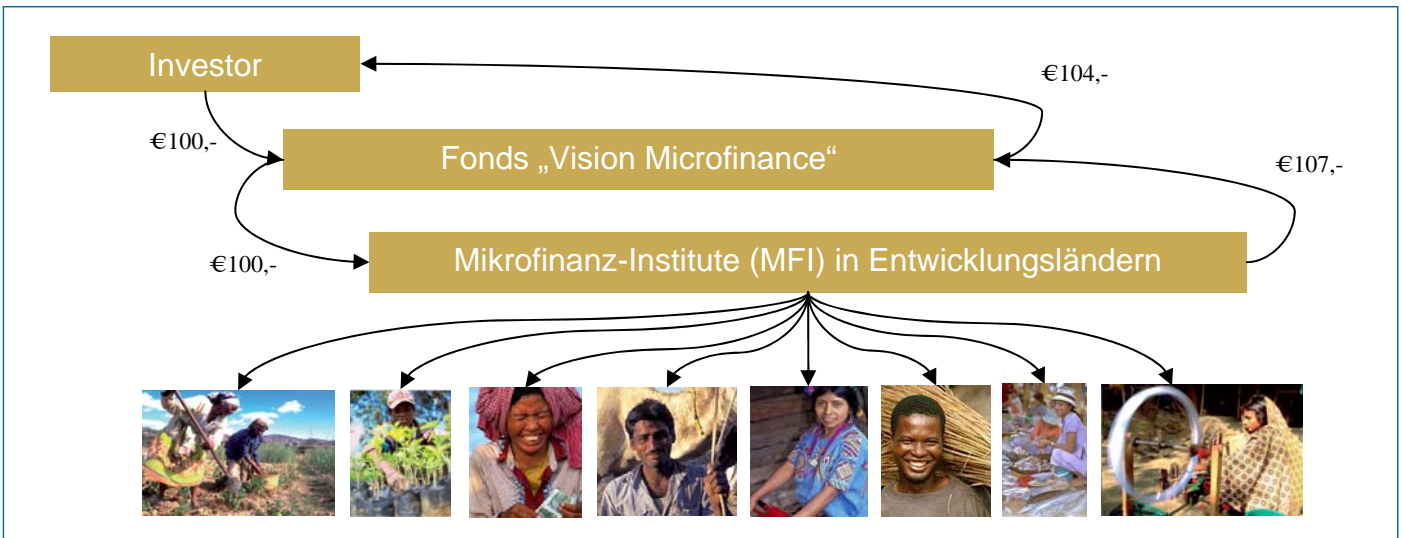 Investor
€104,-
€100,-
Fonds „Vision Microfinance“
€107,-
€100,-
Mikrofinanz-Institute (MFI) in Entwicklungsländern